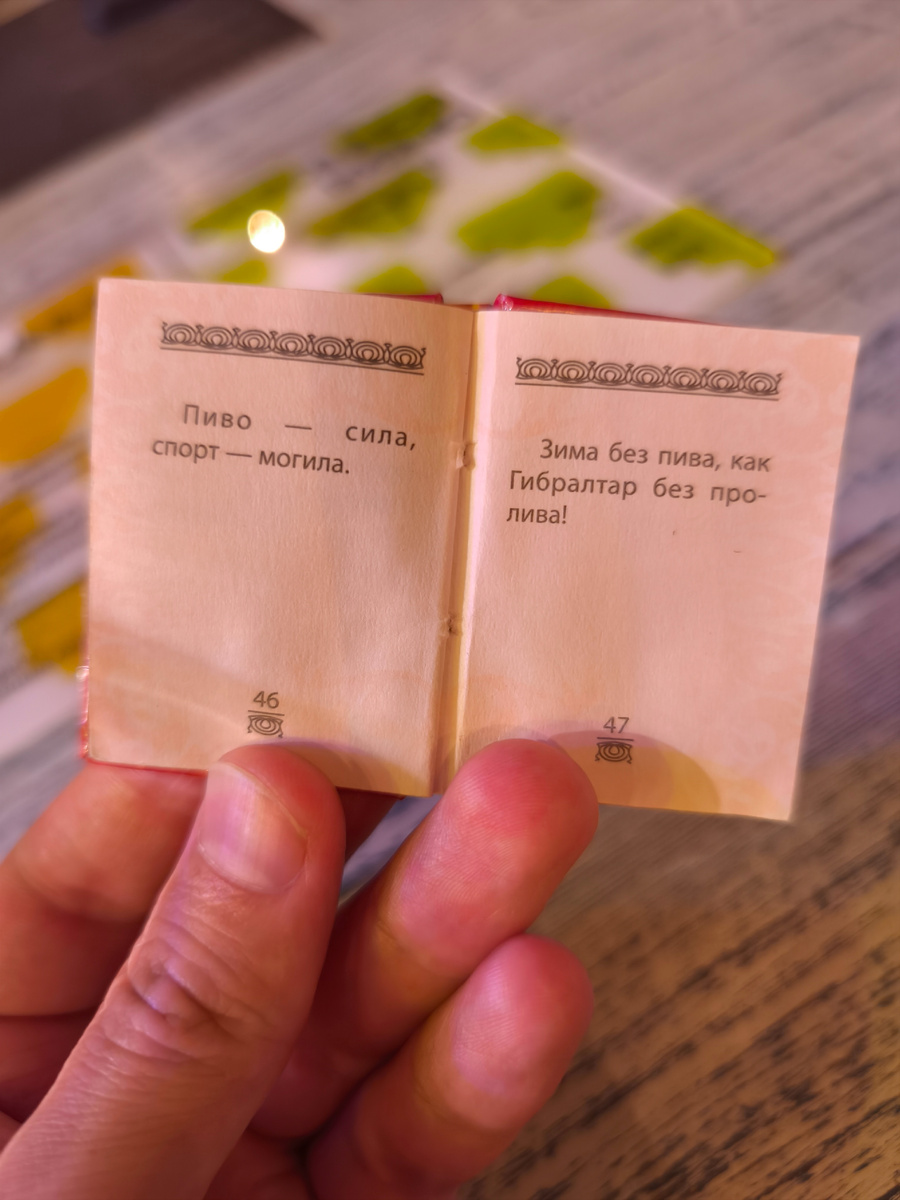 Пиво — сила,
спорт — могила.
46
Зима без пива, как
Гибралтар без про-
лива!
47